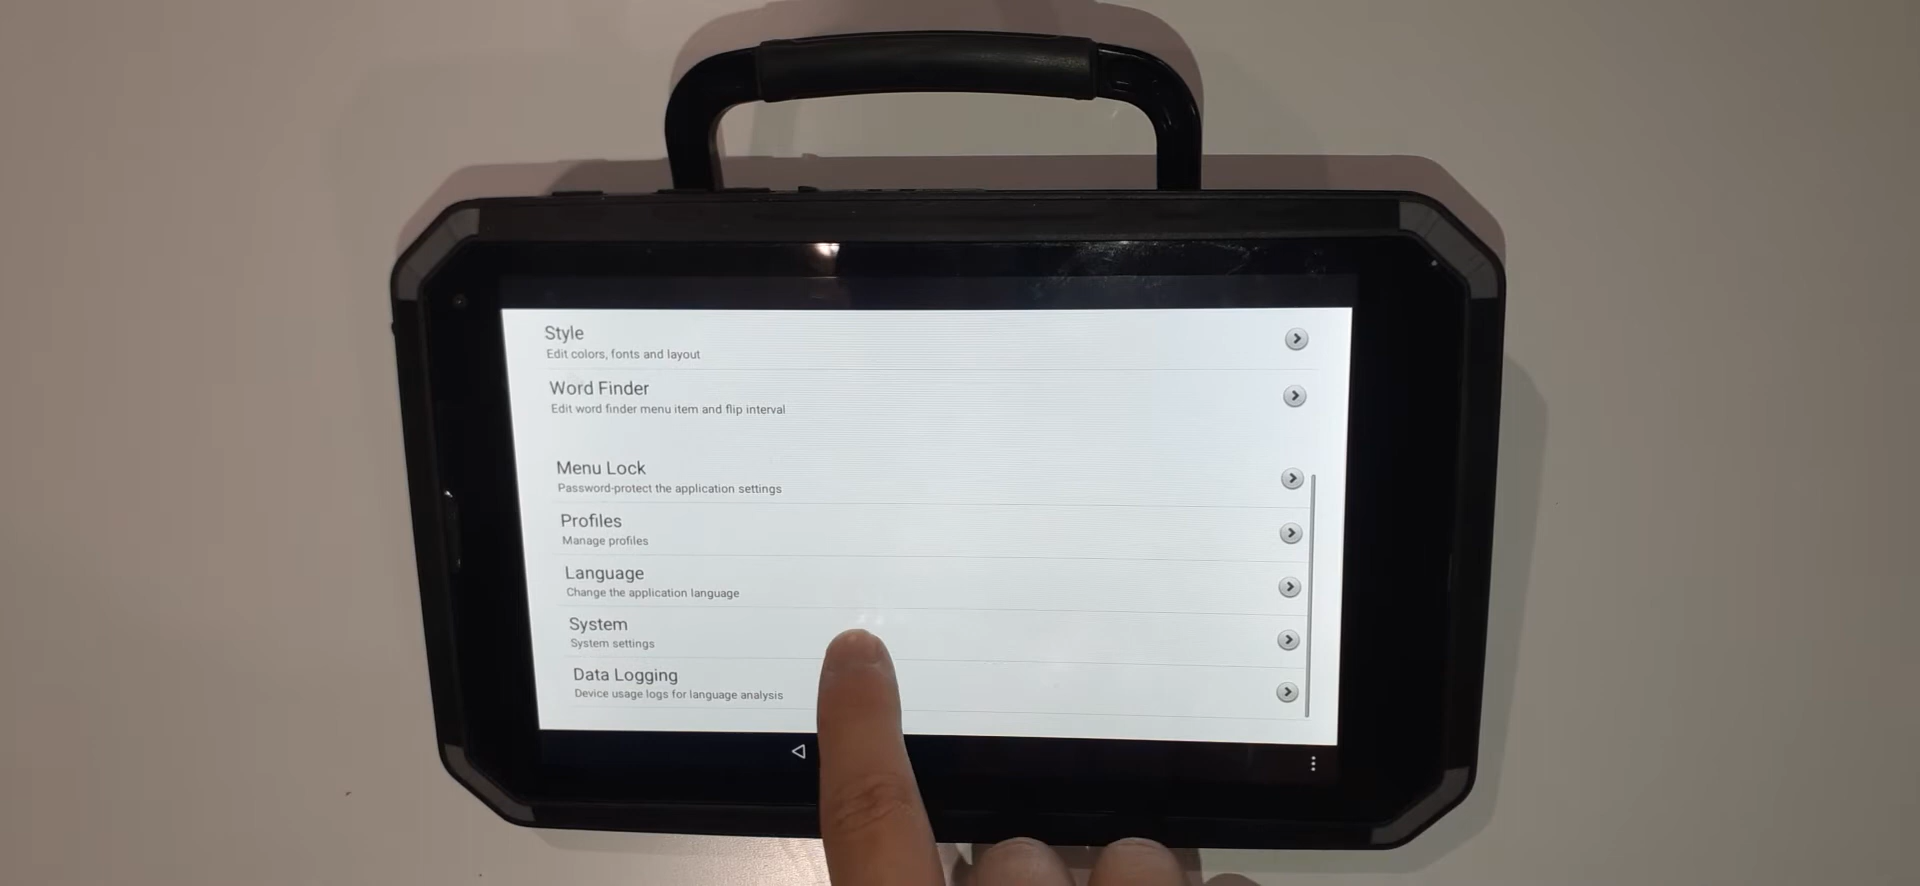 Style
Edit colors, fonts and layout
Word Finder
Edit word finder menu item and flip interval
Menu Lock
Password-protect the application settings
Profiles
Manage profiles
Language
Change the application language
System
System settings
Data Logging
Device usage logs for language analysis